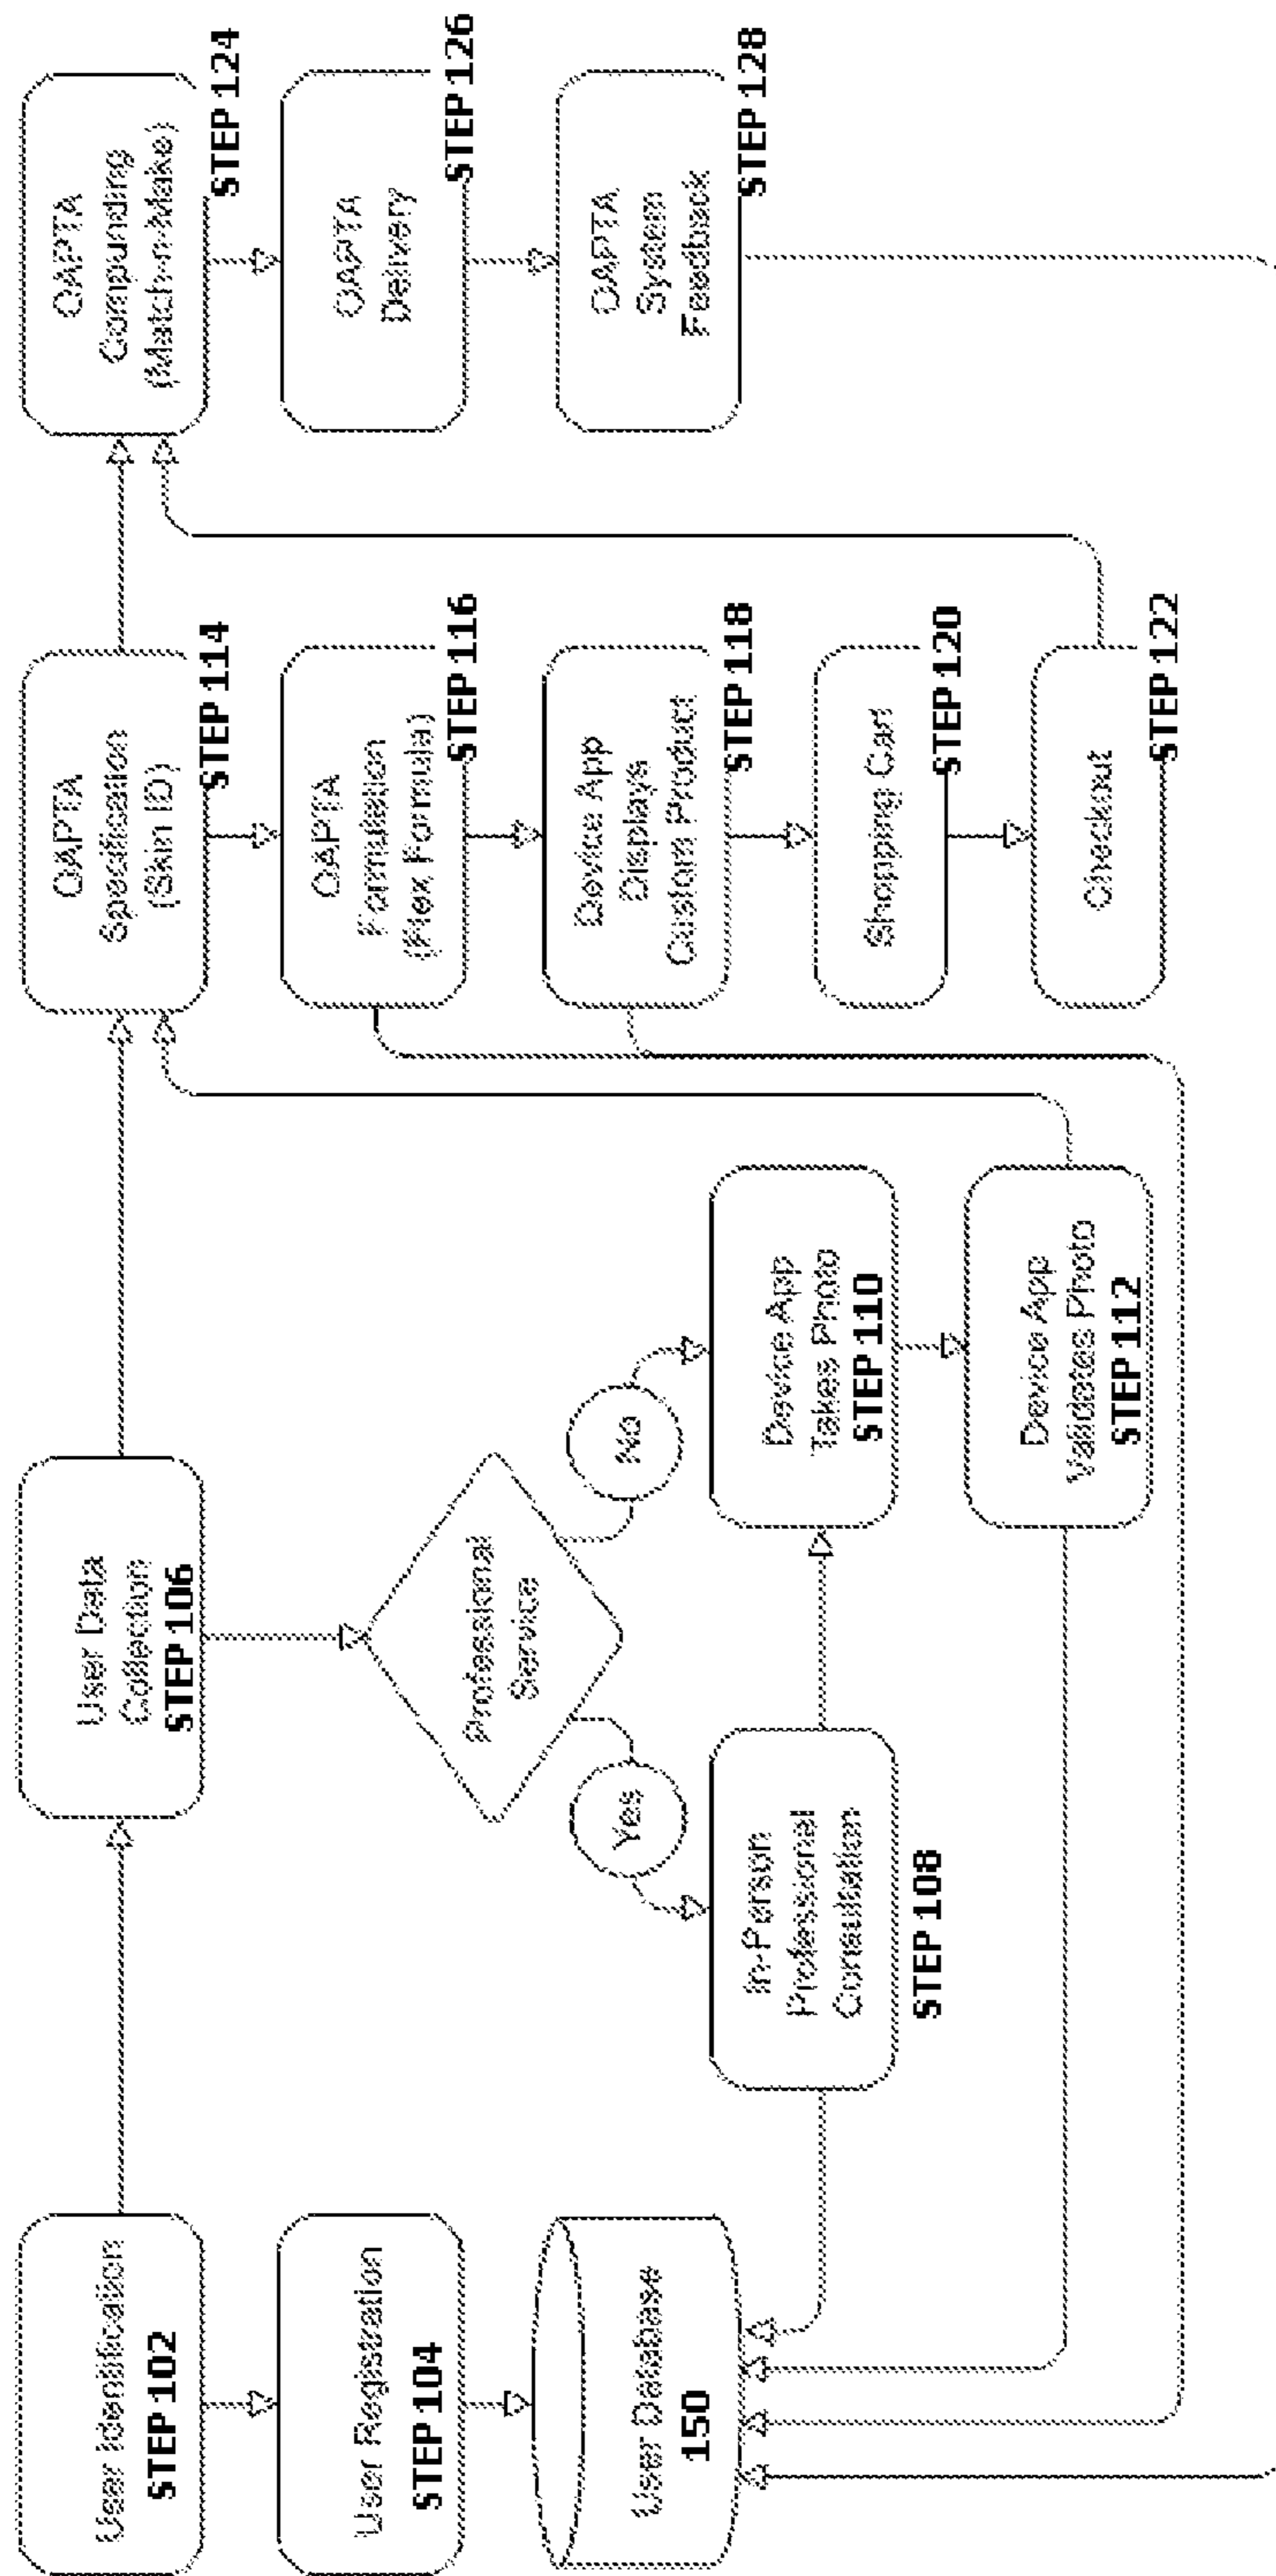 User Identification
STEP 102
User Registration
STEP 104
User Database
150
User Data
Collection
STEP 106
Professional
Service
Yes
No
In-Person
Professional
Consultation
STEP 108
Device App
Takes Photo
STEP 110
Device App
Validates Photo
STEP 112
OAPTA
Specification
(Skin ID)
STEP 114
OAPTA
Formulation
(Flex Formula)
STEP 116
Device App
Displays
Custom Product
STEP 118
Shopping Cart
STEP 120
Checkout
STEP 122
OAPTA
Compunding
(Match-n-Make)
STEP 124
OAPTA
Delivery
STEP 126
OAPTA
System
Feedback
STEP 128